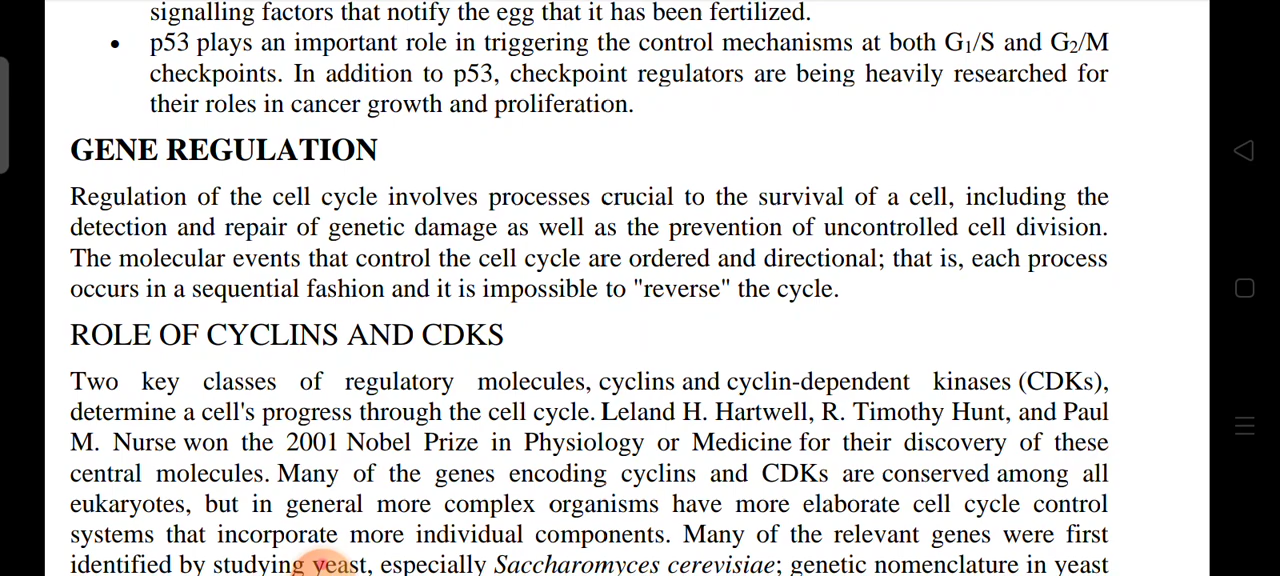 signalling factors that notify the egg that it has been fertilized.
• p53 plays an important role in triggering the control mechanisms at both G₁/S and G₂/M
checkpoints. In addition to p53, checkpoint regulators are being heavily researched for
their roles in cancer growth and proliferation.
GENE REGULATION
Regulation of the cell cycle involves processes crucial to the survival of a cell, including the
detection and repair of genetic damage as well as the prevention of uncontrolled cell division.
The molecular events that control the cell cycle are ordered and directional; that is, each process
occurs in a sequential fashion and it is impossible to "reverse" the cycle.
ROLE OF CYCLINS AND CDKS
Two key classes of regulatory molecules, cyclins and cyclin-dependent kinases (CDKs),
determine a cell's progress through the cell cycle. Leland H. Hartwell, R. Timothy Hunt, and Paul
M. Nurse won the 2001 Nobel Prize in Physiology or Medicine for their discovery of these
central molecules. Many of the genes encoding cyclins and CDKs are conserved among all
eukaryotes, but in general more complex organisms have more elaborate cell cycle control
systems that incorporate more individual components. Many of the relevant genes were first
identified by studying yeast, especially Saccharomyces cerevisiae; genetic nomenclature in yeast